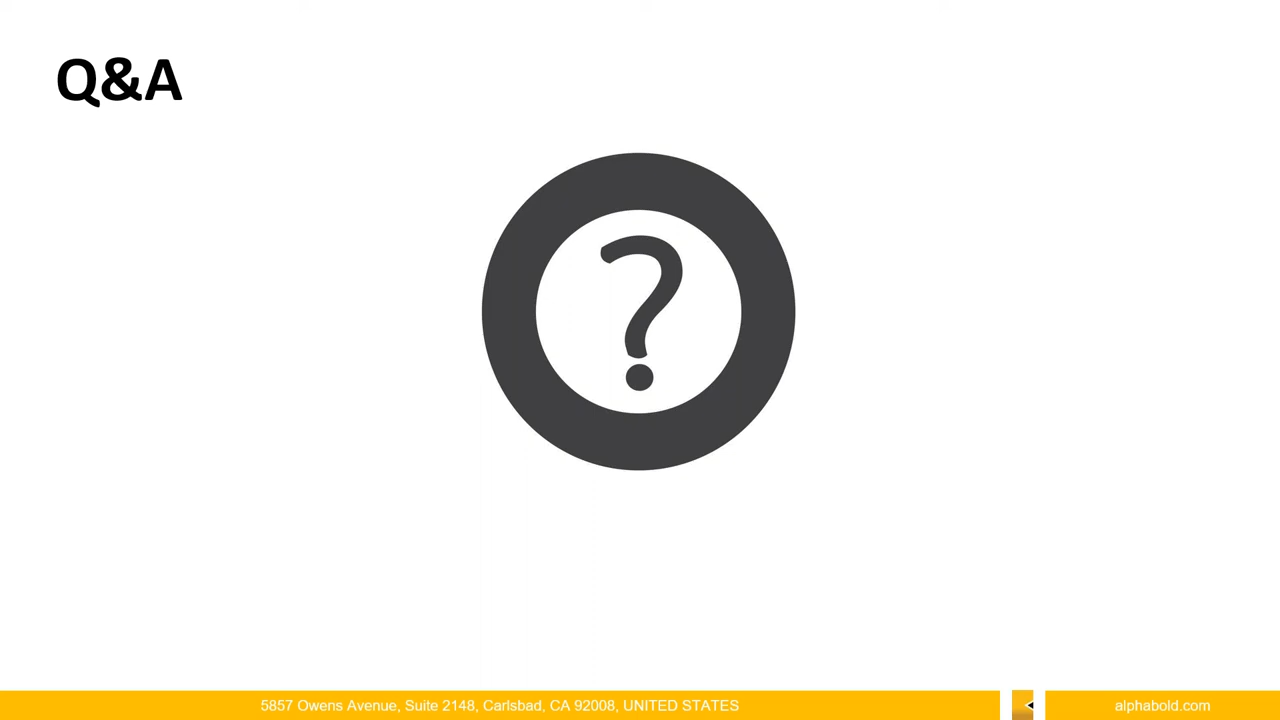 Q&A
?
5857 Owens Avenue, Suite 2148, Carlsbad, CA 92008, UNITED STATES
alphabold.com